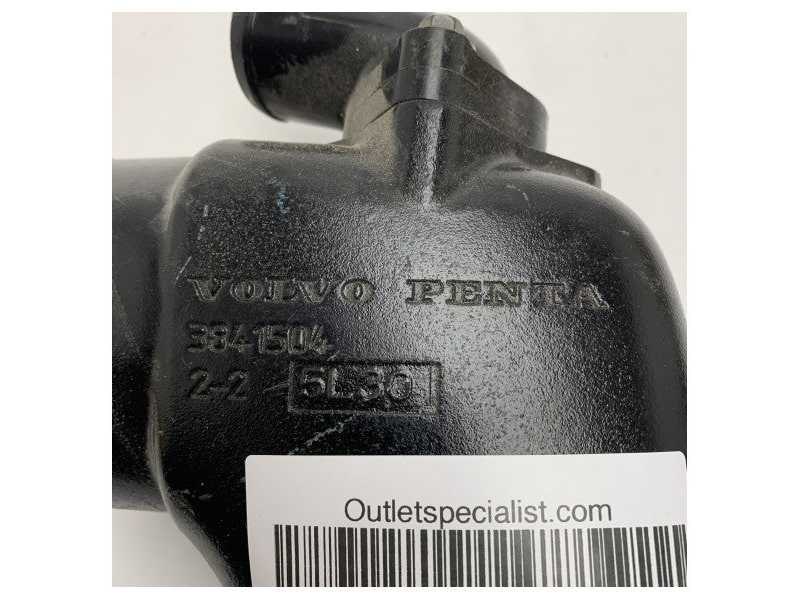 VOLVO PENTA
3841504
2-2 5L30
Outletspecialist.com